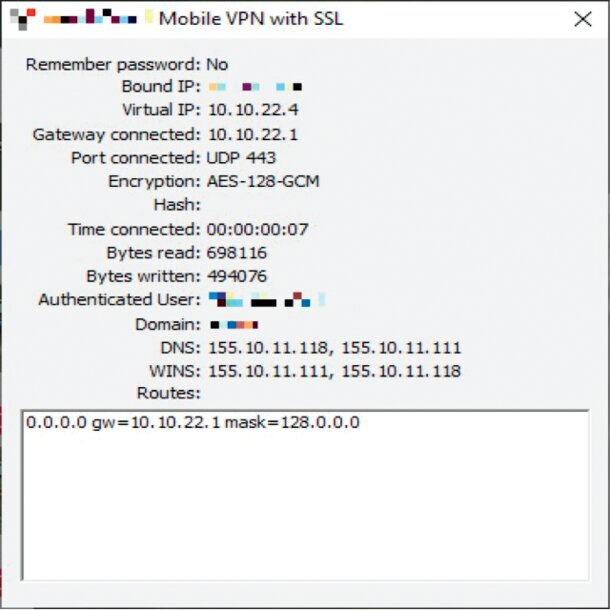 Mobile VPN with SSL
Remember password: No
Bound IP:
Virtual IP: 10.10.22.4
Gateway connected: 10.10.22.1
Port connected: UDP 443
Encryption: AES-128-GCM
Hash:
Time connected: 00:00:00:07
Bytes read: 698116
Bytes written: 494076
Authenticated User:
Domain:
DNS: 155.10.11.118, 155.10.11.111
WINS: 155.10.11.111, 155.10.11.118
Routes:
0.0.0.0 gw=10.10.22.1 mask=128.0.0.0